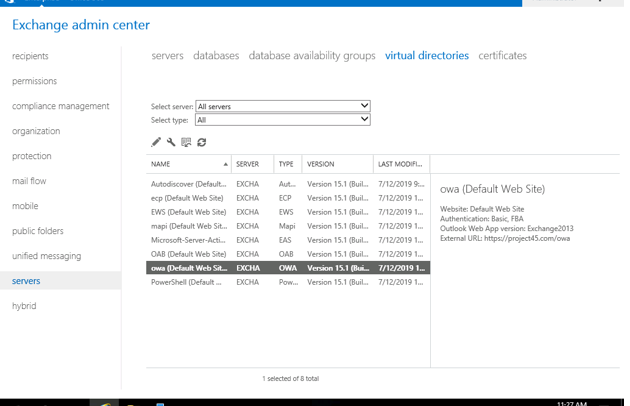 Exchange admin center
recipients
permissions
compliance management
organization
protection
mail flow
mobile
public folders
unified messaging
servers
hybrid
servers databases database availability groups virtual directories certificates
Select server: All servers
Select type: All
NAME SERVER TYPE VERSION LAST MODIFI...
Autodiscover (Default... EXCHA Aut... Version 15.1 (Buil... 7/12/2019 9:...
ecp (Default Web Site) EXCHA ECP Version 15.1 (Buil... 7/12/2019 1...
EWS (Default Web Site) EXCHA EWS Version 15.1 (Buil... 7/12/2019 1...
mapi (Default Web Sit... EXCHA Mapi Version 15.1 (Buil... 7/12/2019 1...
Microsoft-Server-Acti... EXCHA EAS Version 15.1 (Buil... 7/12/2019 1...
OAB (Default Web Site) EXCHA OAB Version 15.1 (Buil... 7/12/2019 1...
owa (Default Web Sit... EXCHA OWA Version 15.1 (Bui... 7/12/2019 1...
PowerShell (Default ... EXCHA Pow... Version 15.1 (Buil... 7/12/2019 1...
owa (Default Web Site)
Website: Default Web Site
Authentication: Basic, FBA
Outlook Web App version: Exchange2013
External URL: https://project45.com/owa
1 selected of 8 total
11:27 AM